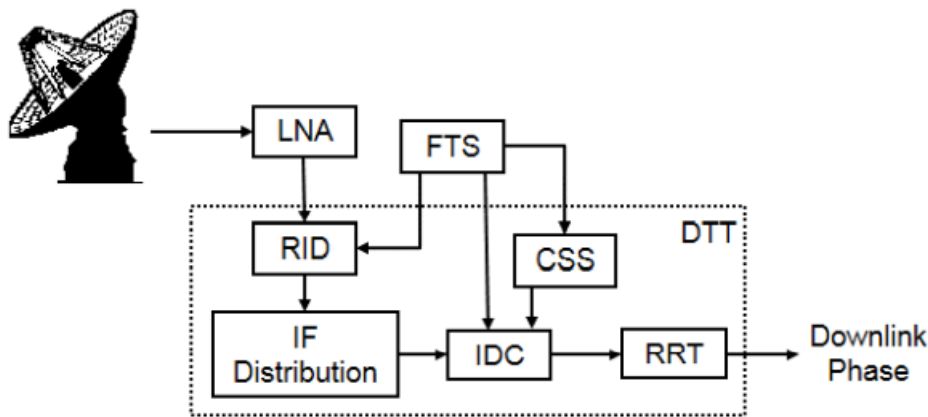 LNA
FTS
DTT
RID
CSS
IF
Distribution
IDC
RRT
Downlink
Phase